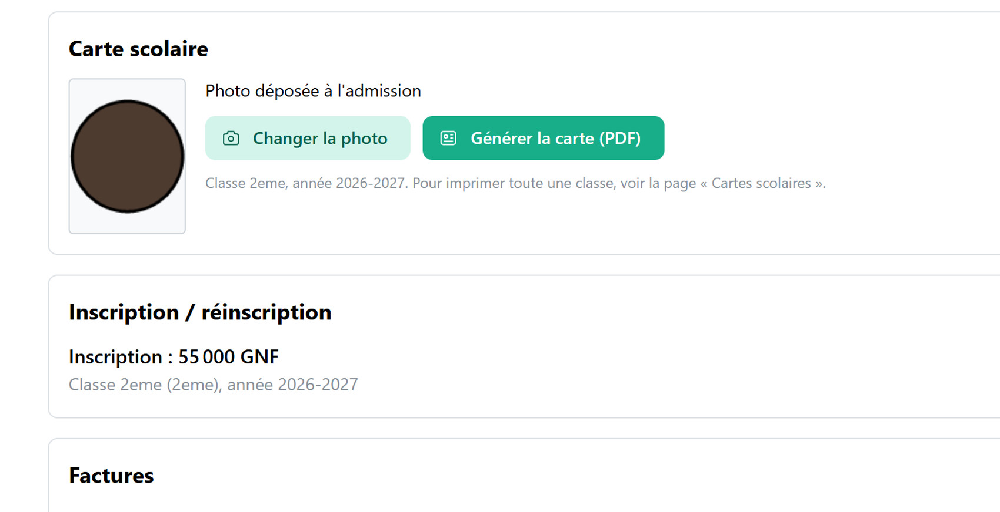 Carte scolaire
Photo déposée à l'admission
Changer la photo
Générer la carte (PDF)
Classe 2eme, année 2026-2027. Pour imprimer toute une classe, voir la page « Cartes scolaires ».
Inscription / réinscription
Inscription : 55 000 GNF
Classe 2eme (2eme), année 2026-2027
Factures